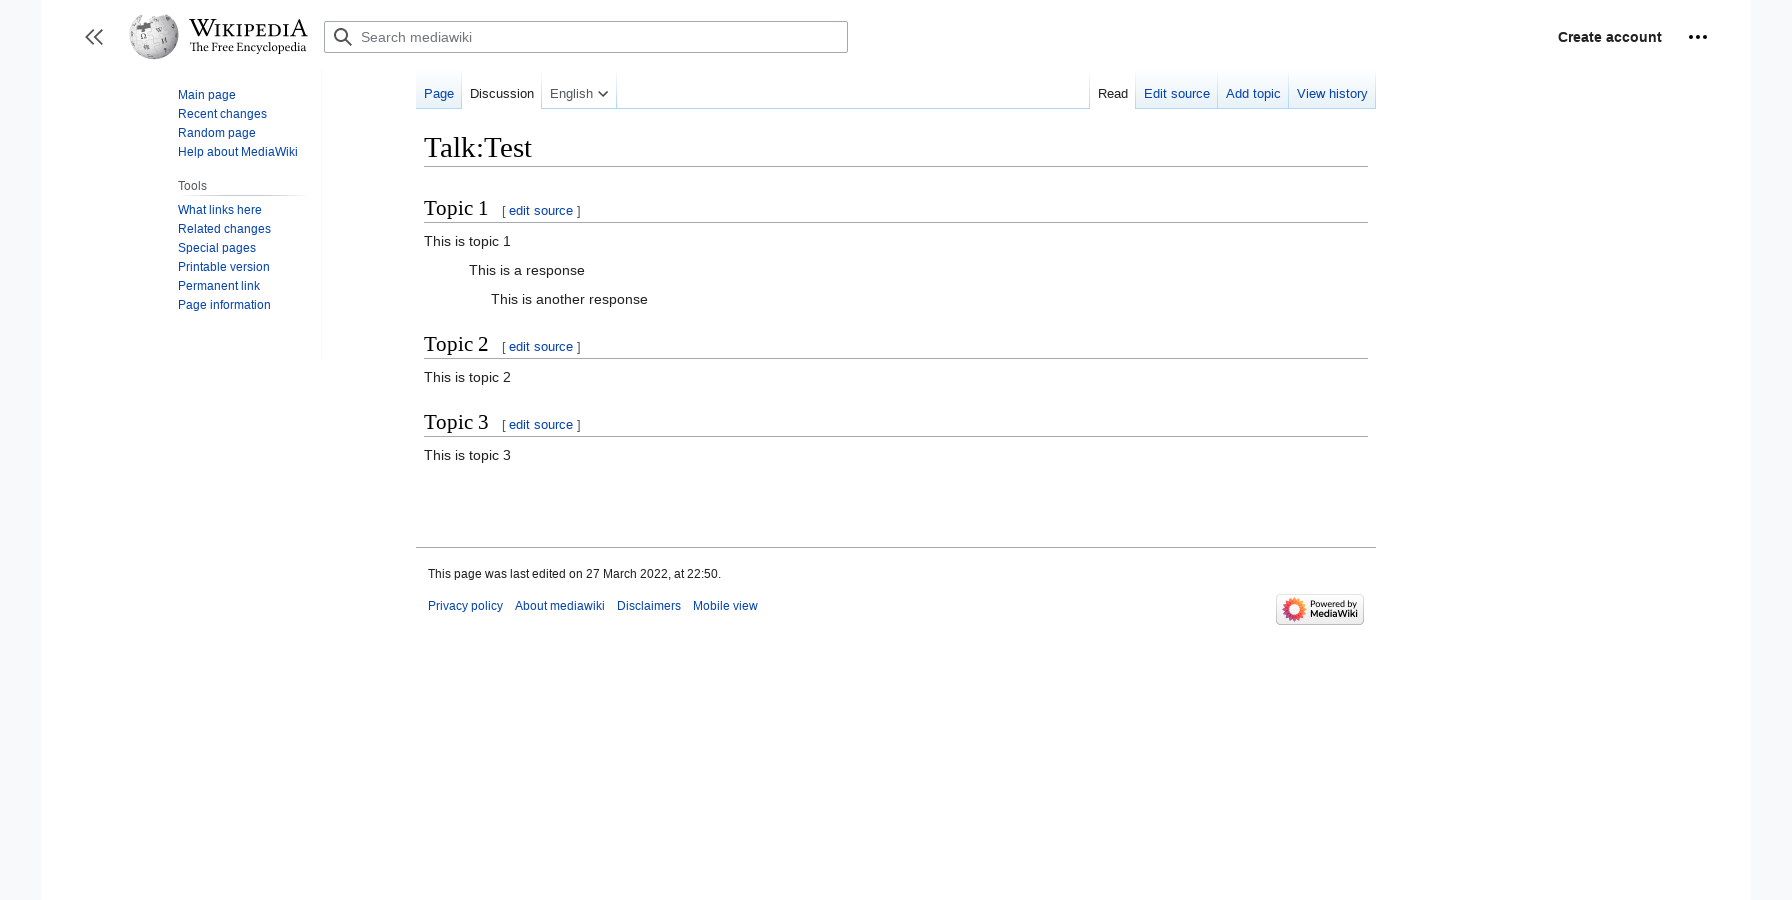 WIKIPEDIA
The Free Encyclopedia
Search mediawiki
Create account
Main page
Recent changes
Random page
Help about MediaWiki
Tools
What links here
Related changes
Special pages
Printable version
Permanent link
Page information
Page Discussion English Read Edit source Add topic View history
Talk:Test
Topic 1 [ edit source ]
This is topic 1
This is a response
This is another response
Topic 2 [ edit source ]
This is topic 2
Topic 3 [ edit source ]
This is topic 3
This page was last edited on 27 March 2022, at 22:50.
Privacy policy About mediawiki Disclaimers Mobile view
Powered by
MediaWiki